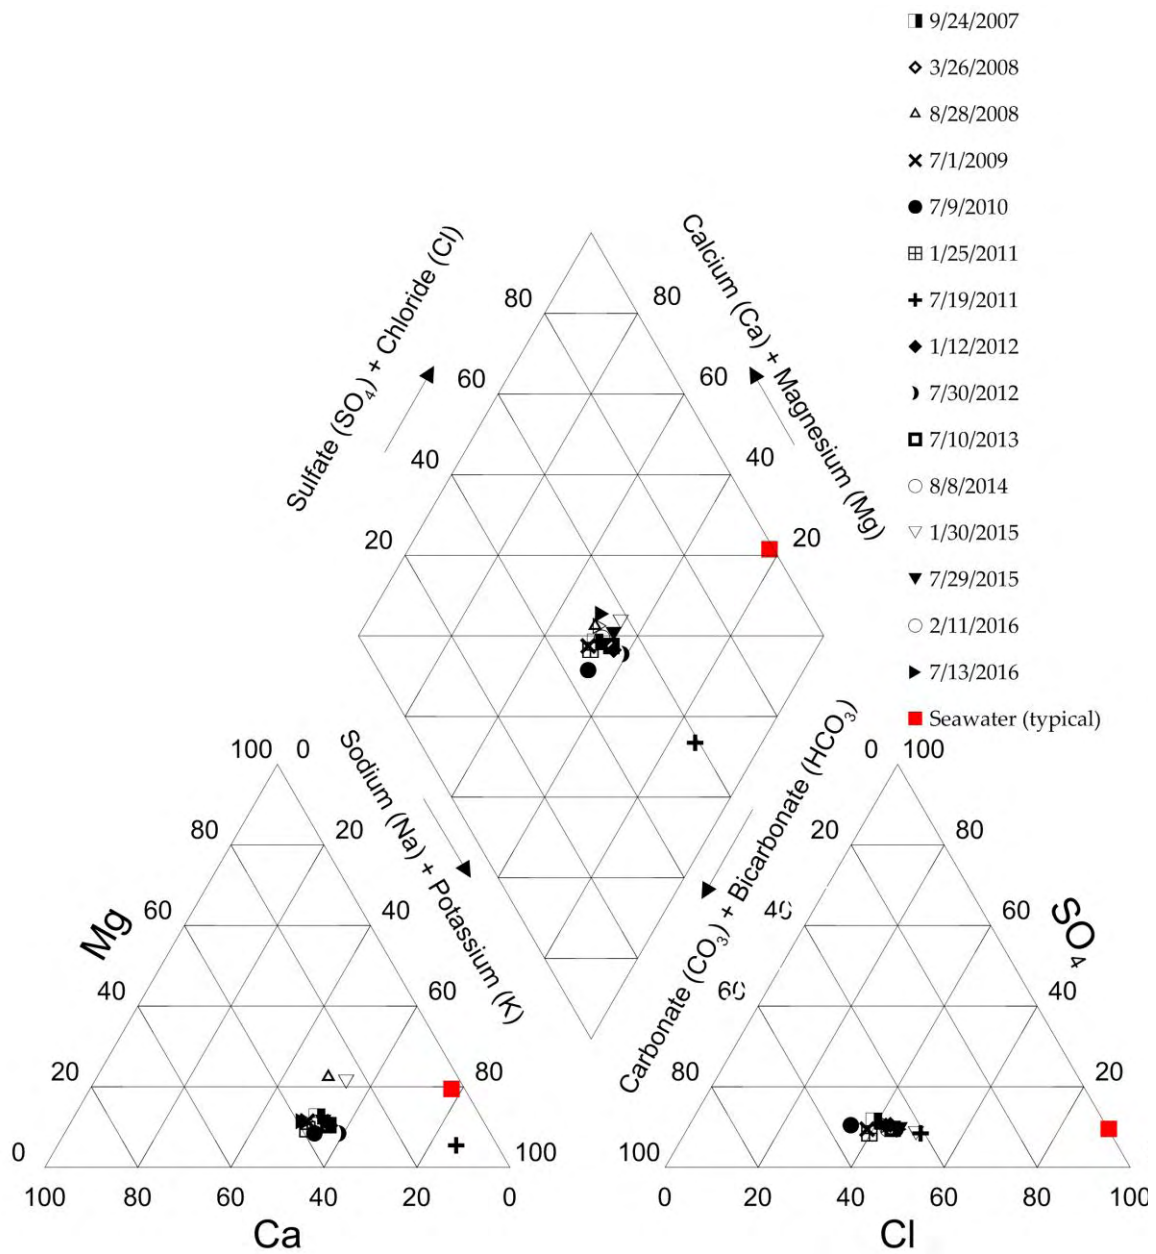 9/24/2007
3/26/2008
8/28/2008
7/1/2009
7/9/2010
1/25/2011
7/19/2011
1/12/2012
7/30/2012
7/10/2013
8/8/2014
1/30/2015
7/29/2015
2/11/2016
7/13/2016
Seawater (typical)
Sulfate (SO₄) + Chloride (Cl)
Calcium (Ca) + Magnesium (Mg)
80 80
60 60
40 40
20 20
Sodium (Na) + Potassium (K)
Carbonate (CO₃) + Bicarbonate (HCO₃)
100 0
80 20
60 40
40 60
20 80
0 100
Mg
100 80 60 40 20 0
Ca
0 100
20 80
40 60
60 40
80 20
100 0
SO₄
0 20 40 60 80 100
Cl